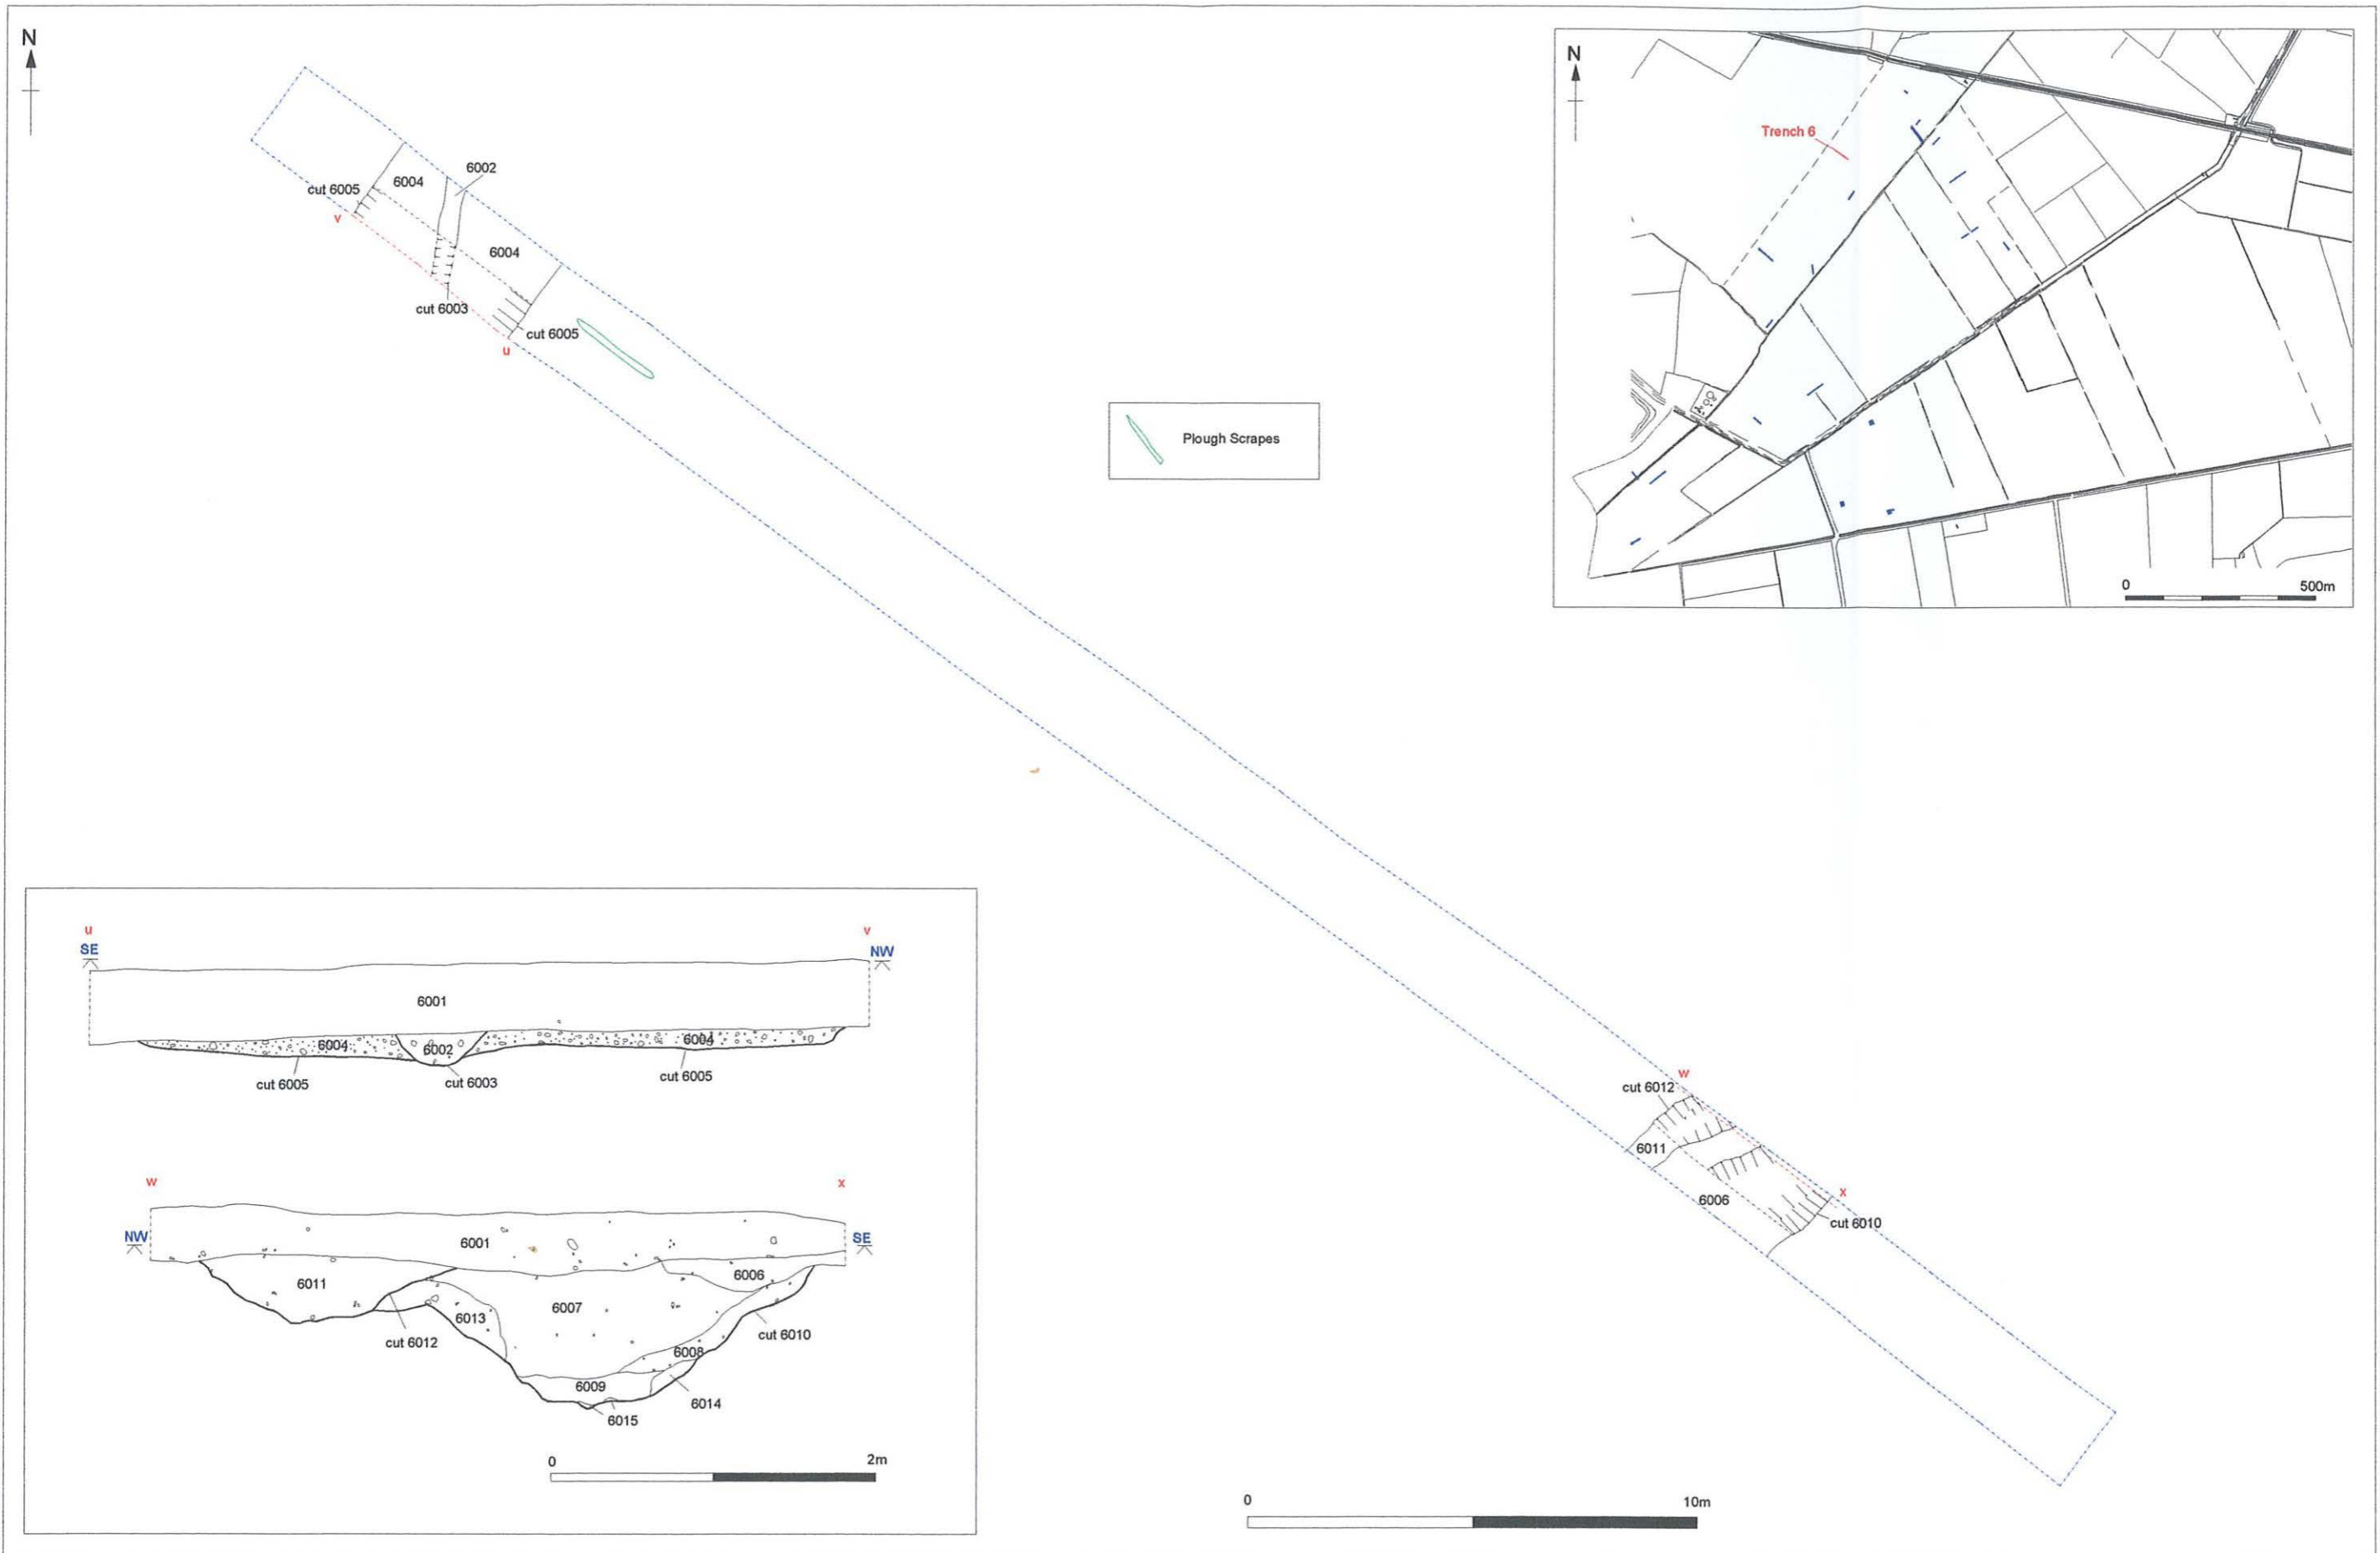 N
6002
6004
cut 6005
v
6004
cut 6003
cut 6005
u
Plough Scrapes
N
Trench 6
0 500m
w
cut 6012
6011
x
6006
cut 6010
u v
SE NW
6001
6004 6002 6004
cut 6005 cut 6003 cut 6005
w x
NW SE
6001
6006
6011
6007
6013
cut 6012
cut 6010
6008
6009
6014
6015
0 2m
0 10m